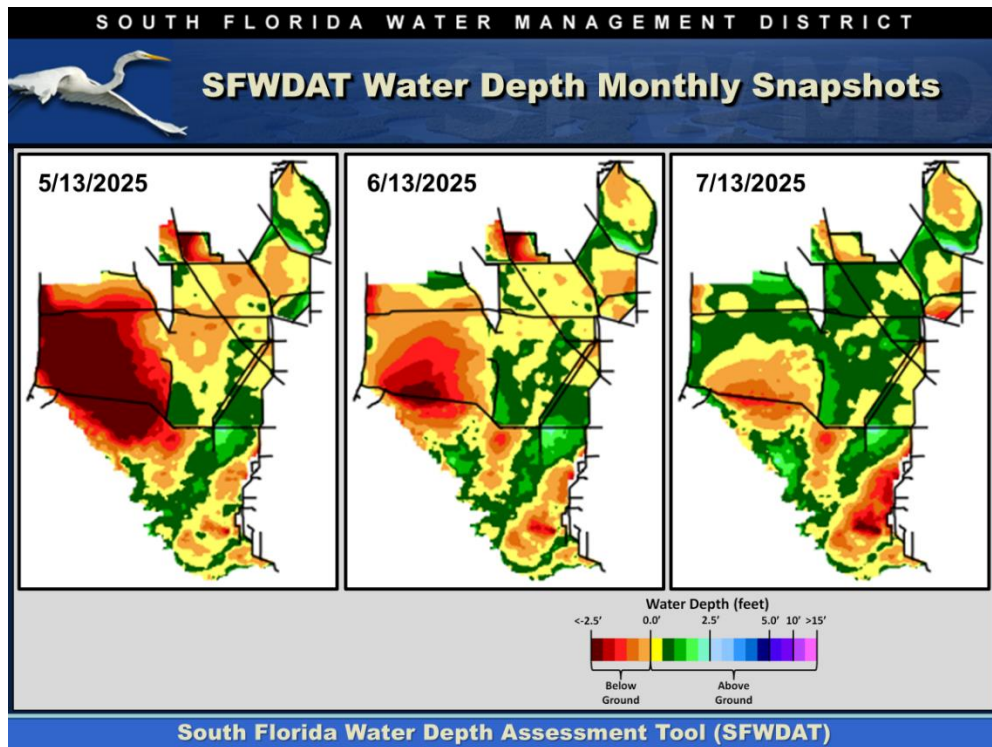 SOUTH FLORIDA WATER MANAGEMENT DISTRICT
SFWMD
SFWDAT Water Depth Monthly Snapshots
5/13/2025
6/13/2025
7/13/2025
Water Depth (feet)
<-2.5' 0.0' 2.5' 5.0' 10' >15'
Below Ground
Above Ground
South Florida Water Depth Assessment Tool (SFWDAT)